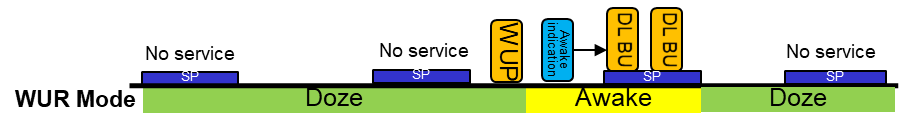 No service
SP
No service
SP
WUP
Awake
indication
DL BU
DL BU
SP
No service
SP
WUR Mode
Doze
Awake
Doze